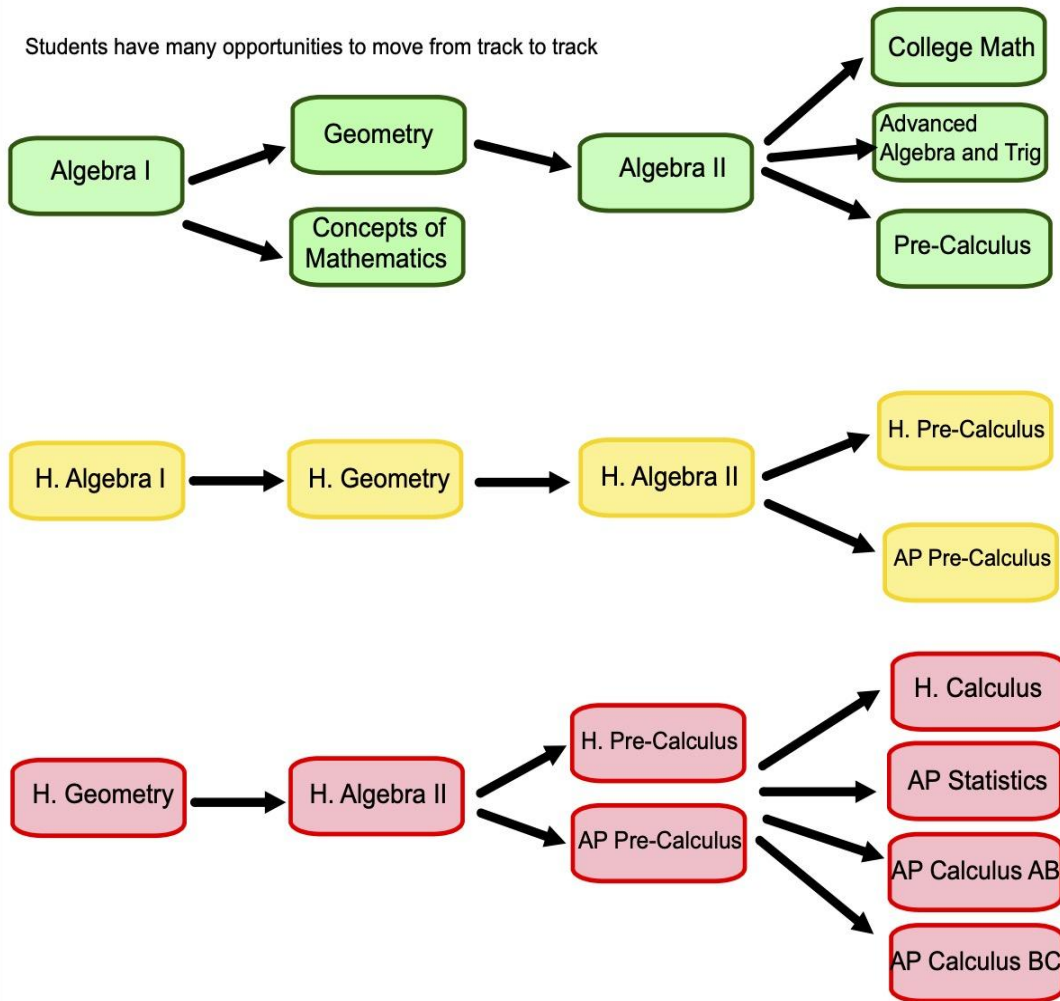 Students have many opportunities to move from track to track
College Math
Geometry
Advanced
Algebra and Trig
Algebra I
Algebra II
Concepts of
Mathematics
Pre-Calculus
H. Pre-Calculus
H. Algebra I
H. Geometry
H. Algebra II
AP Pre-Calculus
H. Calculus
H. Pre-Calculus
AP Statistics
H. Geometry
H. Algebra II
AP Pre-Calculus
AP Calculus AB
AP Calculus BC